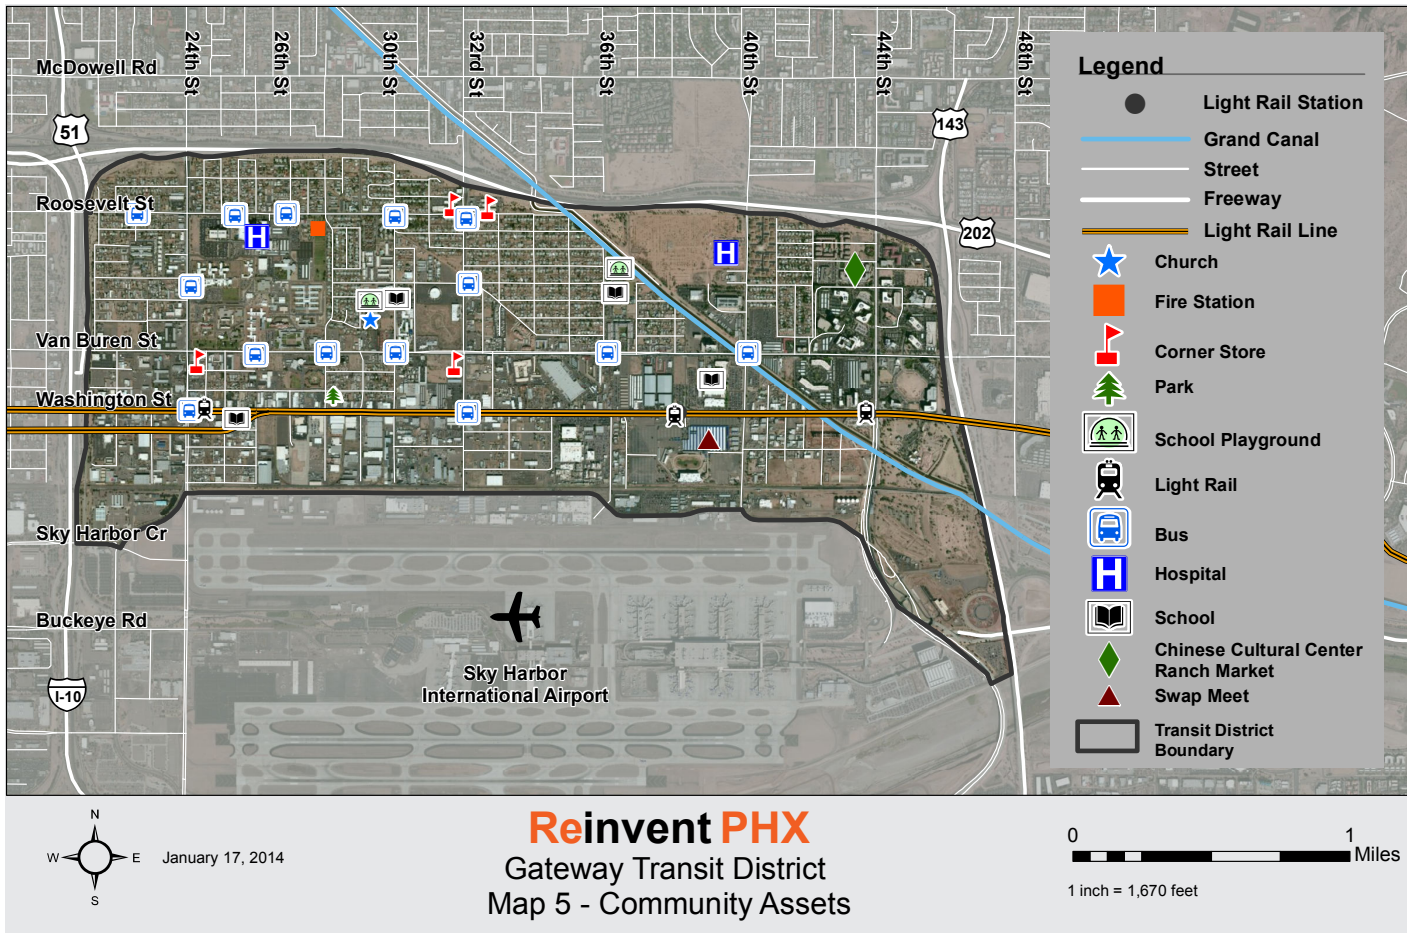 24th St
26th St
30th St
32rd St
36th St
40th St
44th St
48th St
McDowell Rd
51
143
Roosevelt St
202
Van Buren St
Washington St
Sky Harbor Cr
Buckeye Rd
I-10
Sky Harbor
International Airport
H
H
Legend
Light Rail Station
Grand Canal
Street
Freeway
Light Rail Line
Church
Fire Station
Corner Store
Park
School Playground
Light Rail
Bus
H Hospital
School
Chinese Cultural Center
Ranch Market
Swap Meet
Transit District
Boundary
N
W E
S
January 17, 2014
Reinvent PHX
Gateway Transit District
Map 5 - Community Assets
0 1
Miles
1 inch = 1,670 feet